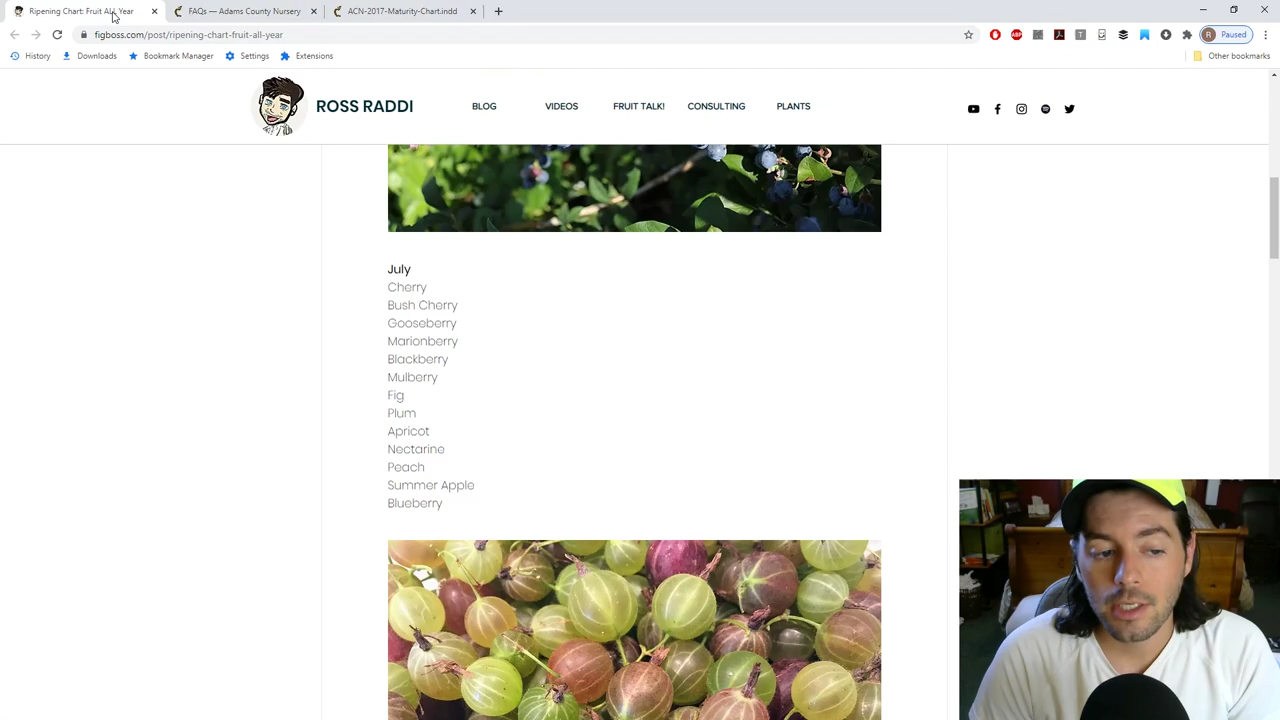 Ripening Chart: Fruit All Year
FAQs — Adams County Nursery
ACN-2017-Maturity-Chart.indd
figboss.com/post/ripening-chart-fruit-all-year
ABP
T
R Paused
History
Downloads
Bookmark Manager
Settings
Extensions
Other bookmarks
ROSS RADDI
BLOG
VIDEOS
FRUIT TALK!
CONSULTING
PLANTS
July
Cherry
Bush Cherry
Gooseberry
Marionberry
Blackberry
Mulberry
Fig
Plum
Apricot
Nectarine
Peach
Summer Apple
Blueberry